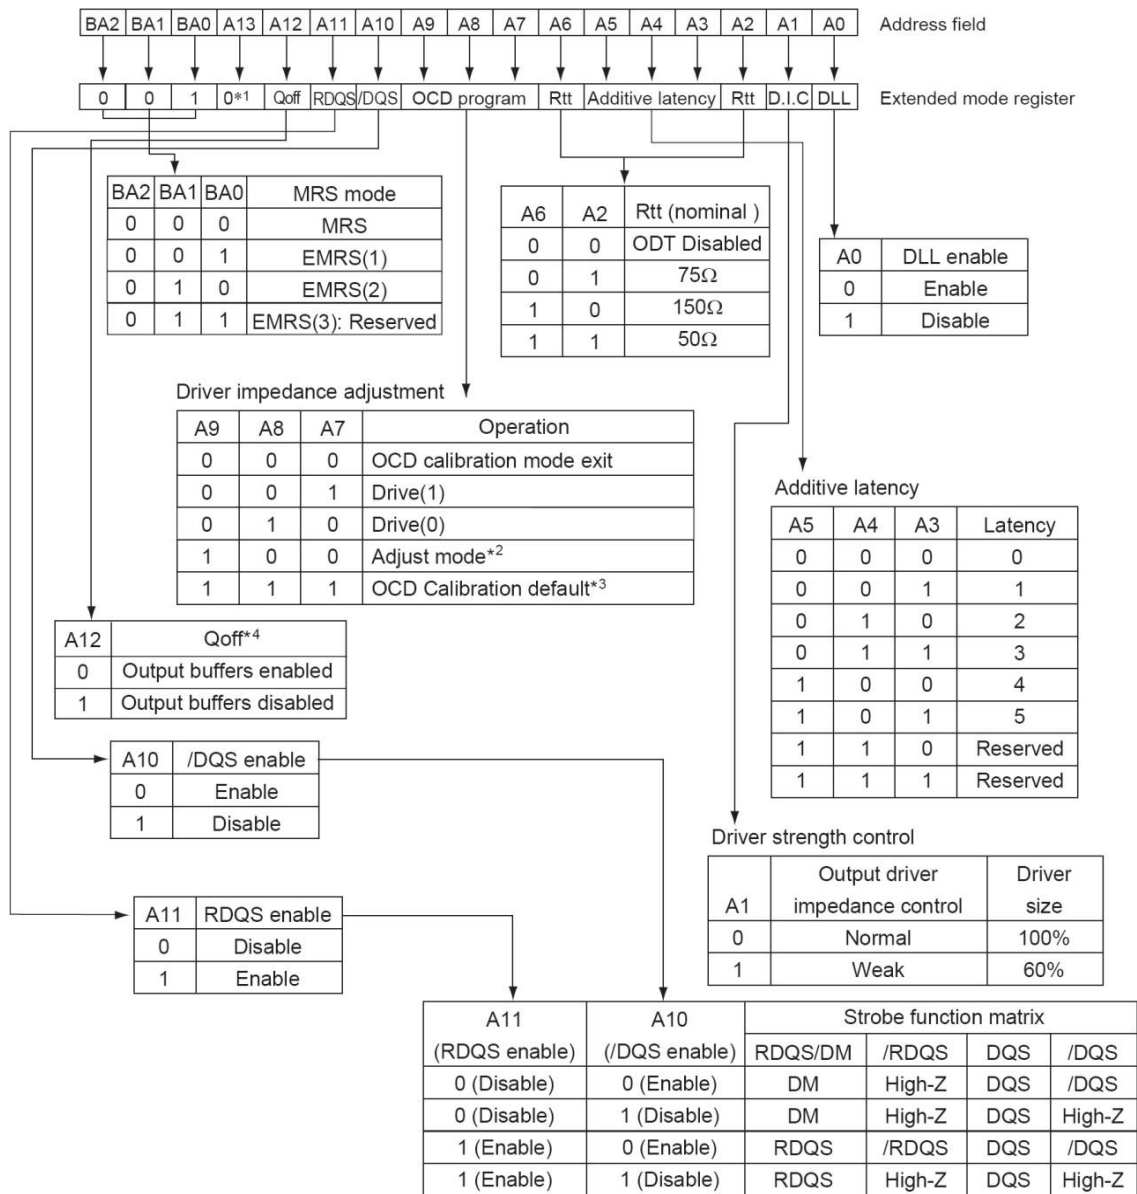 BA2 BA1 BA0 A13 A12 A11 A10 A9 A8 A7 A6 A5 A4 A3 A2 A1 A0 Address field
0 0 1 0*1 Qoff RDQS /DQS OCD program Rtt Additive latency Rtt D.I.C DLL Extended mode register
BA2 BA1 BA0 MRS mode
0 0 0 MRS
0 0 1 EMRS(1)
0 1 0 EMRS(2)
0 1 1 EMRS(3): Reserved
A6 A2 Rtt (nominal )
0 0 ODT Disabled
0 1 75Ω
1 0 150Ω
1 1 50Ω
A0 DLL enable
0 Enable
1 Disable
Driver impedance adjustment
A9 A8 A7 Operation
0 0 0 OCD calibration mode exit
0 0 1 Drive(1)
0 1 0 Drive(0)
1 0 0 Adjust mode*2
1 1 1 OCD Calibration default*3
Additive latency
A5 A4 A3 Latency
0 0 0 0
0 0 1 1
0 1 0 2
0 1 1 3
1 0 0 4
1 0 1 5
1 1 0 Reserved
1 1 1 Reserved
A12 Qoff*4
0 Output buffers enabled
1 Output buffers disabled
A10 /DQS enable
0 Enable
1 Disable
Driver strength control
Output driver Driver
A1 impedance control size
0 Normal 100%
1 Weak 60%
A11 RDQS enable
0 Disable
1 Enable
A11 A10 Strobe function matrix
(RDQS enable) (/DQS enable) RDQS/DM /RDQS DQS /DQS
0 (Disable) 0 (Enable) DM High-Z DQS /DQS
0 (Disable) 1 (Disable) DM High-Z DQS High-Z
1 (Enable) 0 (Enable) RDQS /RDQS DQS /DQS
1 (Enable) 1 (Disable) RDQS High-Z DQS High-Z